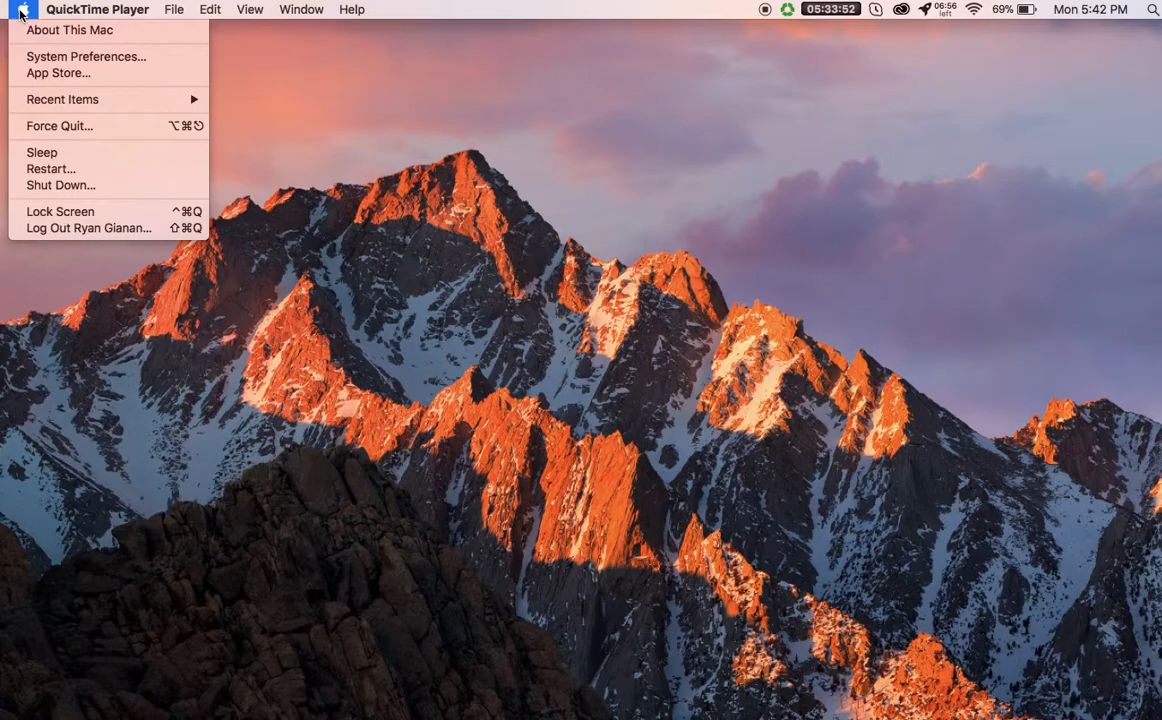 QuickTime Player File Edit View Window Help 05:33:52 06:56 left 69% Mon 5:42 PM
About This Mac
System Preferences...
App Store...
Recent Items
Force Quit... ⌥⌘⎋
Sleep
Restart...
Shut Down...
Lock Screen ^⌘Q
Log Out Ryan Gianan... ⇧⌘Q